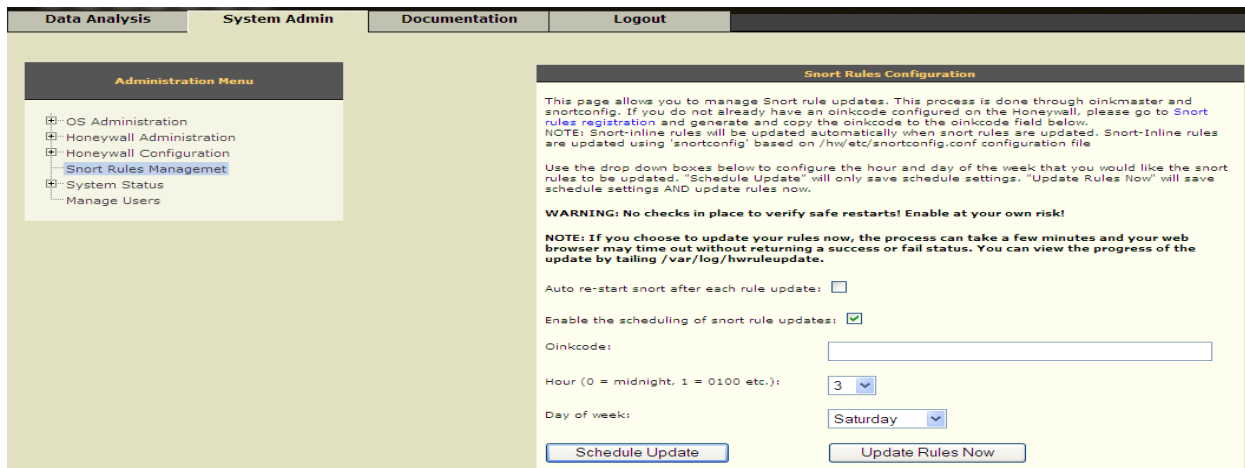 Data Analysis
System Admin
Documentation
Logout
Administration Menu
OS Administration
Honeywall Administration
Honeywall Configuration
Snort Rules Managemet
System Status
Manage Users
Snort Rules Configuration
This page allows you to manage Snort rule updates. This process is done through oinkmaster and
snortconfig. If you do not already have an oinkcode configured on the Honeywall, please go to Snort
rules registration and generate and copy the oinkcode to the oinkcode field below.
NOTE: Snort-inline rules will be updated automatically when snort rules are updated. Snort-Inline rules
are updated using 'snortconfig' based on /hw/etc/snortconfig.conf configuration file
Use the drop down boxes below to configure the hour and day of the week that you would like the snort
rules to be updated. "Schedule Update" will only save schedule settings. "Update Rules Now" will save
schedule settings AND update rules now.
WARNING: No checks in place to verify safe restarts! Enable at your own risk!
NOTE: If you choose to update your rules now, the process can take a few minutes and your web
browser may time out without returning a success or fail status. You can view the progress of the
update by tailing /var/log/hwruleupdate.
Auto re-start snort after each rule update:
Enable the scheduling of snort rule updates:
Oinkcode:
Hour (0 = midnight, 1 = 0100 etc.): 3
Day of week: Saturday
Schedule Update
Update Rules Now